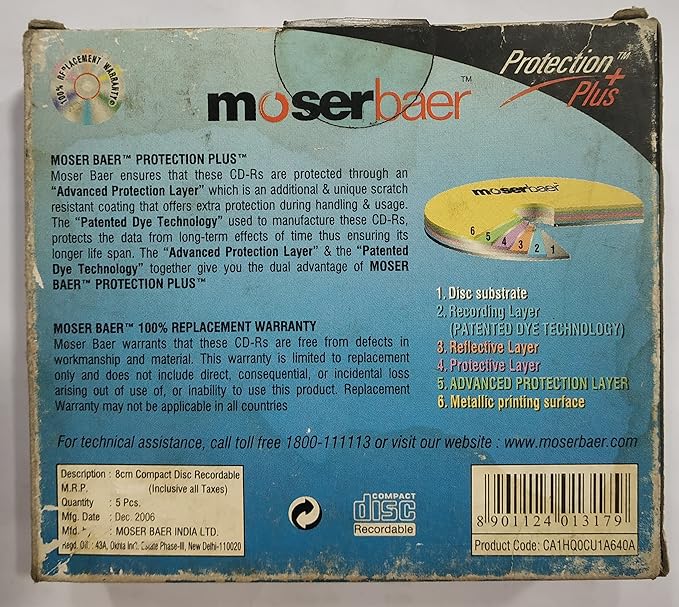 100% REPLACEMENT WARRANTY
moserbaer™
Protection™
+
Plus
MOSER BAER™ PROTECTION PLUS™
Moser Baer ensures that these CD-Rs are protected through an
"Advanced Protection Layer" which is an additional & unique scratch
resistant coating that offers extra protection during handling & usage.
The "Patented Dye Technology" used to manufacture these CD-Rs,
protects the data from long-term effects of time thus ensuring its
longer life span. The "Advanced Protection Layer" & the "Patented
Dye Technology" together give you the dual advantage of MOSER
BAER™ PROTECTION PLUS™
moserbaer
6 5 4 3 2 1
1. Disc substrate
2. Recording Layer
(PATENTED DYE TECHNOLOGY)
3. Reflective Layer
4. Protective Layer
5. ADVANCED PROTECTION LAYER
6. Metallic printing surface
MOSER BAER™ 100% REPLACEMENT WARRANTY
Moser Baer warrants that these CD-Rs are free from defects in
workmanship and material. This warranty is limited to replacement
only and does not include direct, consequential, or incidental loss
arising out of use of, or inability to use this product. Replacement
Warranty may not be applicable in all countries
For technical assistance, call toll free 1800-111113 or visit our website : www.moserbaer.com
Description : 8cm Compact Disc Recordable
M.R.P. (Inclusive all Taxes)
Quantity : 5 Pcs.
Mfg. Date : Dec. 2006
Mfd. : MOSER BAER INDIA LTD.
Off. : 43A, Okhla Estate Phase-III, New Delhi-110020
COMPACT
disc
Recordable
8 901124 013179
Product Code: CA1HQ0CU1A640A